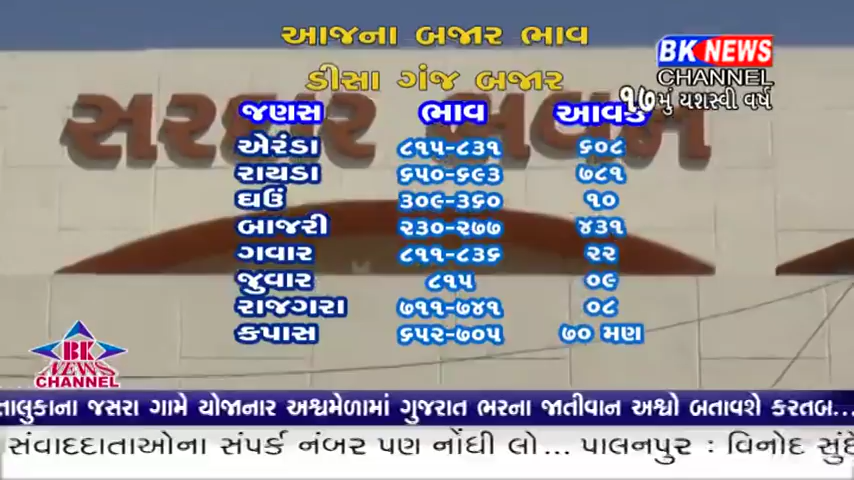 આજના બજાર ભાવ
BK NEWS
CHANNEL
૧૭મું યશસ્વી વર્ષ
ડીસા ગંજ બજાર
સરદાર ભવન
જણસ ભાવ આવક
એરંડા ૮૧૫-૮૩૧ ૬૦૮
રાયડા ૬૫૦-૬૯૩ ૭૮૧
ઘઉં ૩૦૯-૩૬૦ ૧૦
બાજરી ૨૩૦-૨૭૭ ૪૩૧
ગવાર ૮૧૧-૮૩૬ ૨૨
જુવાર ૮૧૫ ૦૯
રાજગરા ૭૧૧-૭૪૧ ૦૮
કપાસ ૬૫૨-૭૦૫ ૭૦ મણ
BK
NEWS
CHANNEL
તાલુકાના જસરા ગામે યોજાનાર અશ્વમેળામાં ગુજરાત ભરના જાતીવાન અશ્વો બતાવશે કરતબ...
સંવાદદાતાઓના સંપર્ક નંબર પણ નોંધી લો... પાલનપુર : વિનોદ